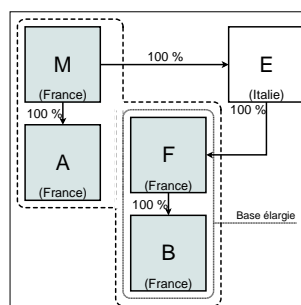 M
(France)
100 %
E
(Italie)
100 %
100 %
A
(France)
F
(France)
100 %
Base élargie
B
(France)